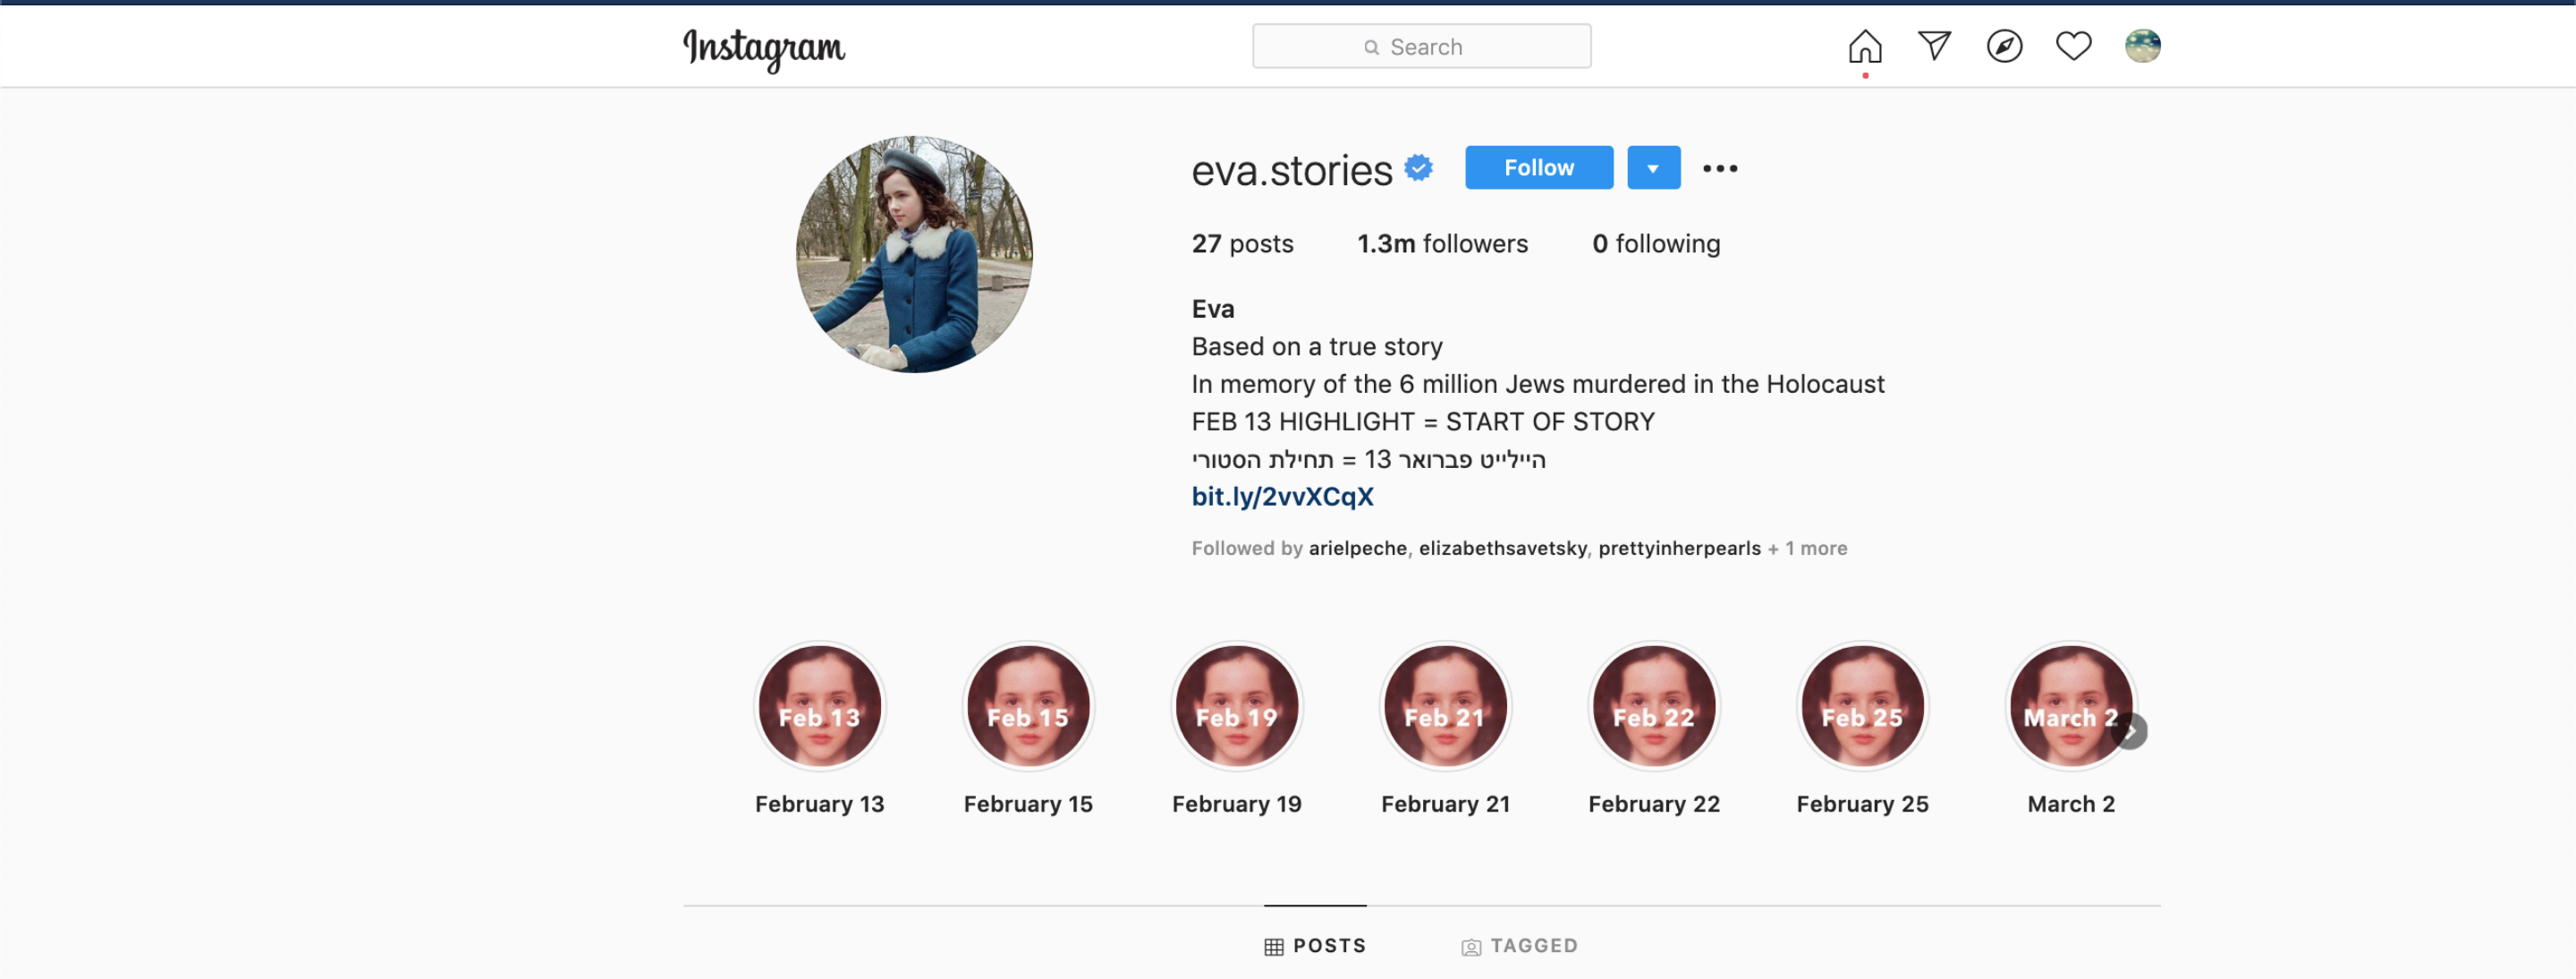 Instagram
Search
eva.stories
Follow
27 posts 1.3m followers 0 following
Eva
Based on a true story
In memory of the 6 million Jews murdered in the Holocaust
FEB 13 HIGHLIGHT = START OF STORY
היילייט פברואר 13 = תחילת הסטורי
bit.ly/2vvXCqX
Followed by arielpeche, elizabethsavetsky, prettyinherpearls + 1 more
Feb 13 Feb 15 Feb 19 Feb 21 Feb 22 Feb 25 March 2
February 13 February 15 February 19 February 21 February 22 February 25 March 2
POSTS TAGGED